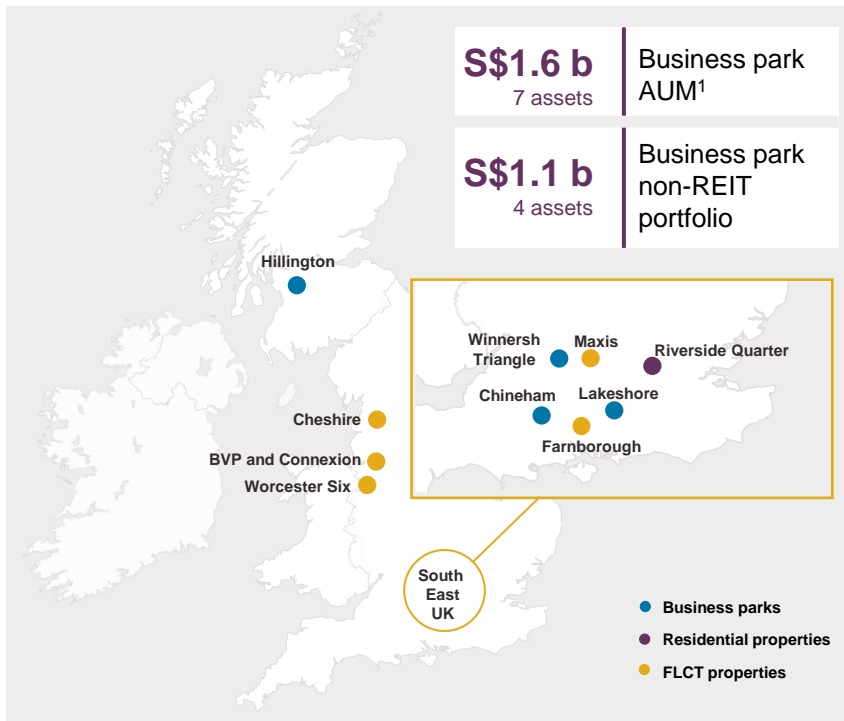 S$1.6 b
7 assets
Business park
AUM¹
S$1.1 b
4 assets
Business park
non-REIT
portfolio
Hillington
Winnersh
Triangle
Maxis
Riverside Quarter
Chineham
Lakeshore
Farnborough
Cheshire
BVP and Connexion
Worcester Six
South
East
UK
Business parks
Residential properties
FLCT properties